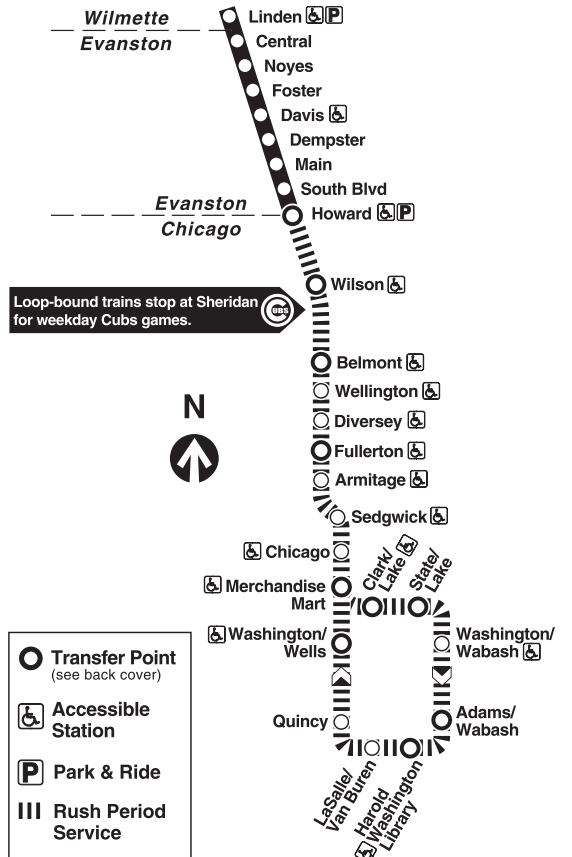 Wilmette
Evanston
Linden P
Central
Noyes
Foster
Davis
Dempster
Main
South Blvd
Evanston
Chicago
Howard P
Wilson
Loop-bound trains stop at Sheridan
for weekday Cubs games.
CUBS
Belmont
Wellington
Diversey
Fullerton
Armitage
Sedgwick
N
Chicago
Merchandise
Mart
Clark/
Lake
State/
Lake
Washington/
Wells
Washington/
Wabash
Quincy
Adams/
Wabash
LaSalle/
Van Buren
Harold
Washington
Library
Transfer Point
(see back cover)
Accessible
Station
P Park & Ride
Rush Period
Service